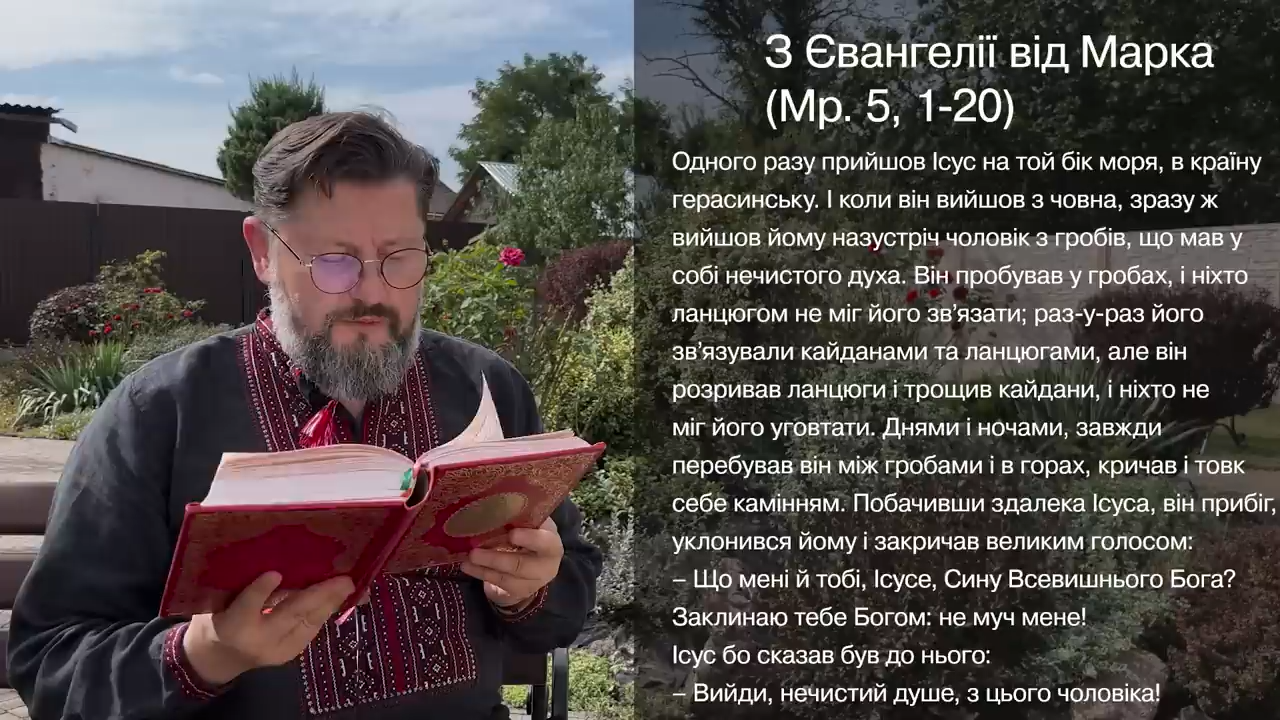 З Євангелії від Марка
(Мр. 5, 1-20)
Одного разу прийшов Ісус на той бік моря, в країну
герасинську. І коли він вийшов з човна, зразу ж
вийшов йому назустріч чоловік з гробів, що мав у
собі нечистого духа. Він пробував у гробах, і ніхто
ланцюгом не міг його зв’язати; раз-у-раз його
зв’язували кайданами та ланцюгами, але він
розривав ланцюги і трощив кайдани, і ніхто не
міг його уговтати. Днями і ночами, завжди
перебував він між гробами і в горах, кричав і товк
себе камінням. Побачивши здалека Ісуса, він прибіг,
уклонився йому і закричав великим голосом:
– Що мені й тобі, Ісусе, Сину Всевишнього Бога?
Заклинаю тебе Богом: не муч мене!
Ісус бо сказав був до нього:
– Вийди, нечистий душе, з цього чоловіка!